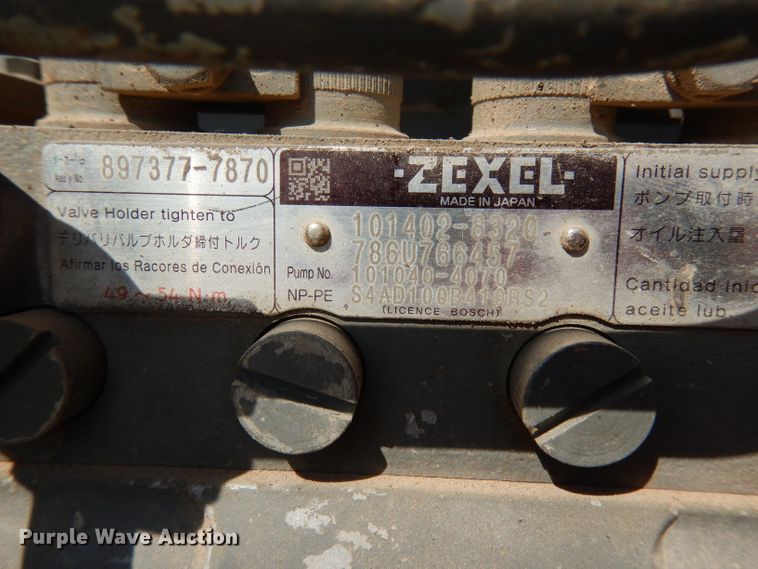 897377-7870
Assy No.
Valve Holder tighten to
デリバリバルブホルダ締付トルク
Afirmar los Racores de Conexión
49 ~ 54 N·m
·ZEXEL·
MADE IN JAPAN
101402-6320
786U766457
Pump No. 101040-4070
NP-PE S4AD100B419RS2
(LICENCE BOSCH)
Initial supply
ポンプ取付時
オイル注入量
Cantidad inic
aceite lub.
Purple Wave Auction